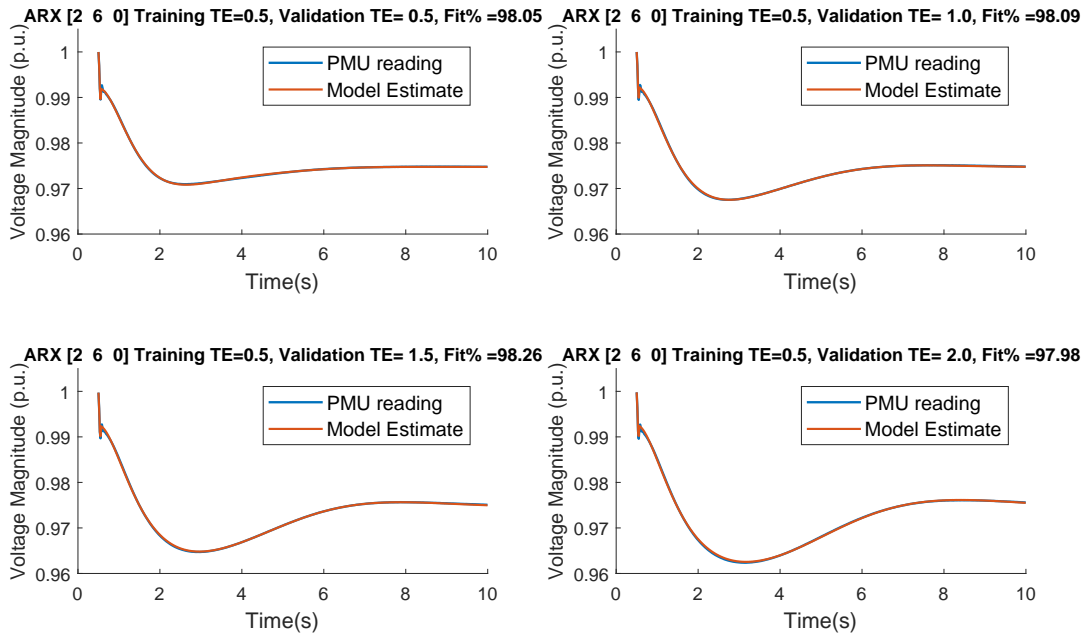 ARX [2 6 0] Training TE=0.5, Validation TE= 0.5, Fit% =98.05
Voltage Magnitude (p.u.)
1
0.99
0.98
0.97
0.96
PMU reading
Model Estimate
0 2 4 6 8 10
Time(s)
ARX [2 6 0] Training TE=0.5, Validation TE= 1.0, Fit% =98.09
Voltage Magnitude (p.u.)
1
0.99
0.98
0.97
0.96
PMU reading
Model Estimate
0 2 4 6 8 10
Time(s)
ARX [2 6 0] Training TE=0.5, Validation TE= 1.5, Fit% =98.26
Voltage Magnitude (p.u.)
1
0.99
0.98
0.97
0.96
PMU reading
Model Estimate
0 2 4 6 8 10
Time(s)
ARX [2 6 0] Training TE=0.5, Validation TE= 2.0, Fit% =97.98
Voltage Magnitude (p.u.)
1
0.99
0.98
0.97
0.96
PMU reading
Model Estimate
0 2 4 6 8 10
Time(s)